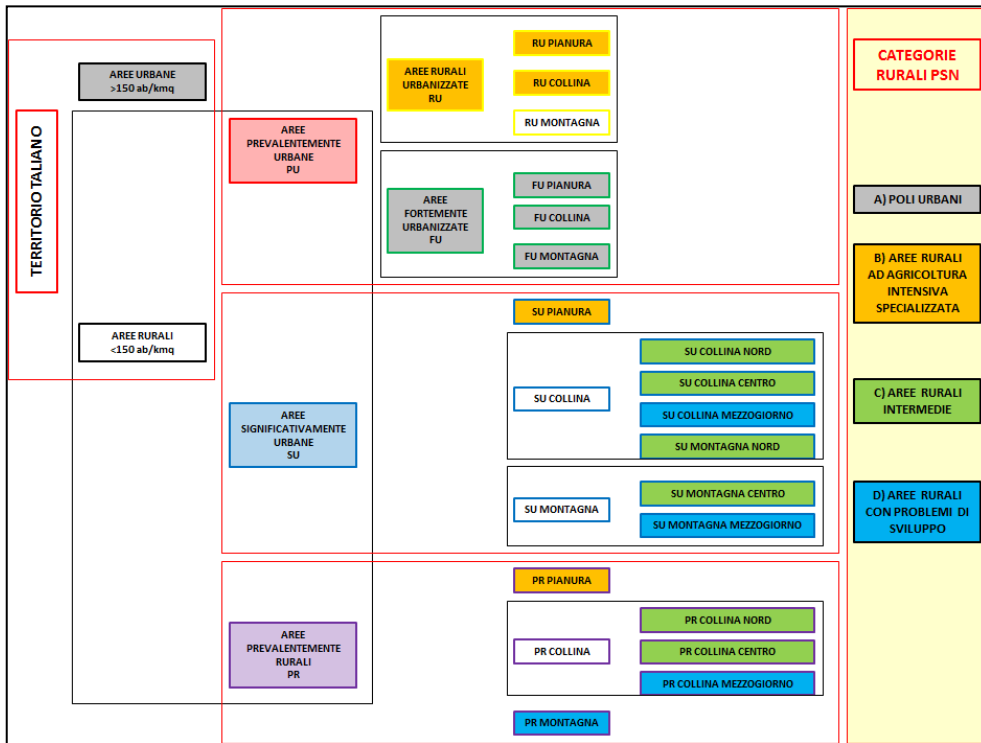 TERRITORIO TALIANO
AREE URBANE
>150 ab/kmq
AREE RURALI
<150 ab/kmq
AREE
PREVALENTEMENTE
URBANE
PU
AREE RURALI
URBANIZZATE
RU
RU PIANURA
RU COLLINA
RU MONTAGNA
AREE
FORTEMENTE
URBANIZZATE
FU
FU PIANURA
FU COLLINA
FU MONTAGNA
AREE
SIGNIFICATIVAMENTE
URBANE
SU
SU PIANURA
SU COLLINA
SU COLLINA NORD
SU COLLINA CENTRO
SU COLLINA MEZZOGIORNO
SU MONTAGNA NORD
SU MONTAGNA
SU MONTAGNA CENTRO
SU MONTAGNA MEZZOGIORNO
AREE
PREVALENTEMENTE
RURALI
PR
PR PIANURA
PR COLLINA
PR COLLINA NORD
PR COLLINA CENTRO
PR COLLINA MEZZOGIORNO
PR MONTAGNA
CATEGORIE
RURALI PSN
A) POLI URBANI
B) AREE RURALI
AD AGRICOLTURA
INTENSIVA
SPECIALIZZATA
C) AREE RURALI
INTERMEDIE
D) AREE RURALI
CON PROBLEMI DI
SVILUPPO